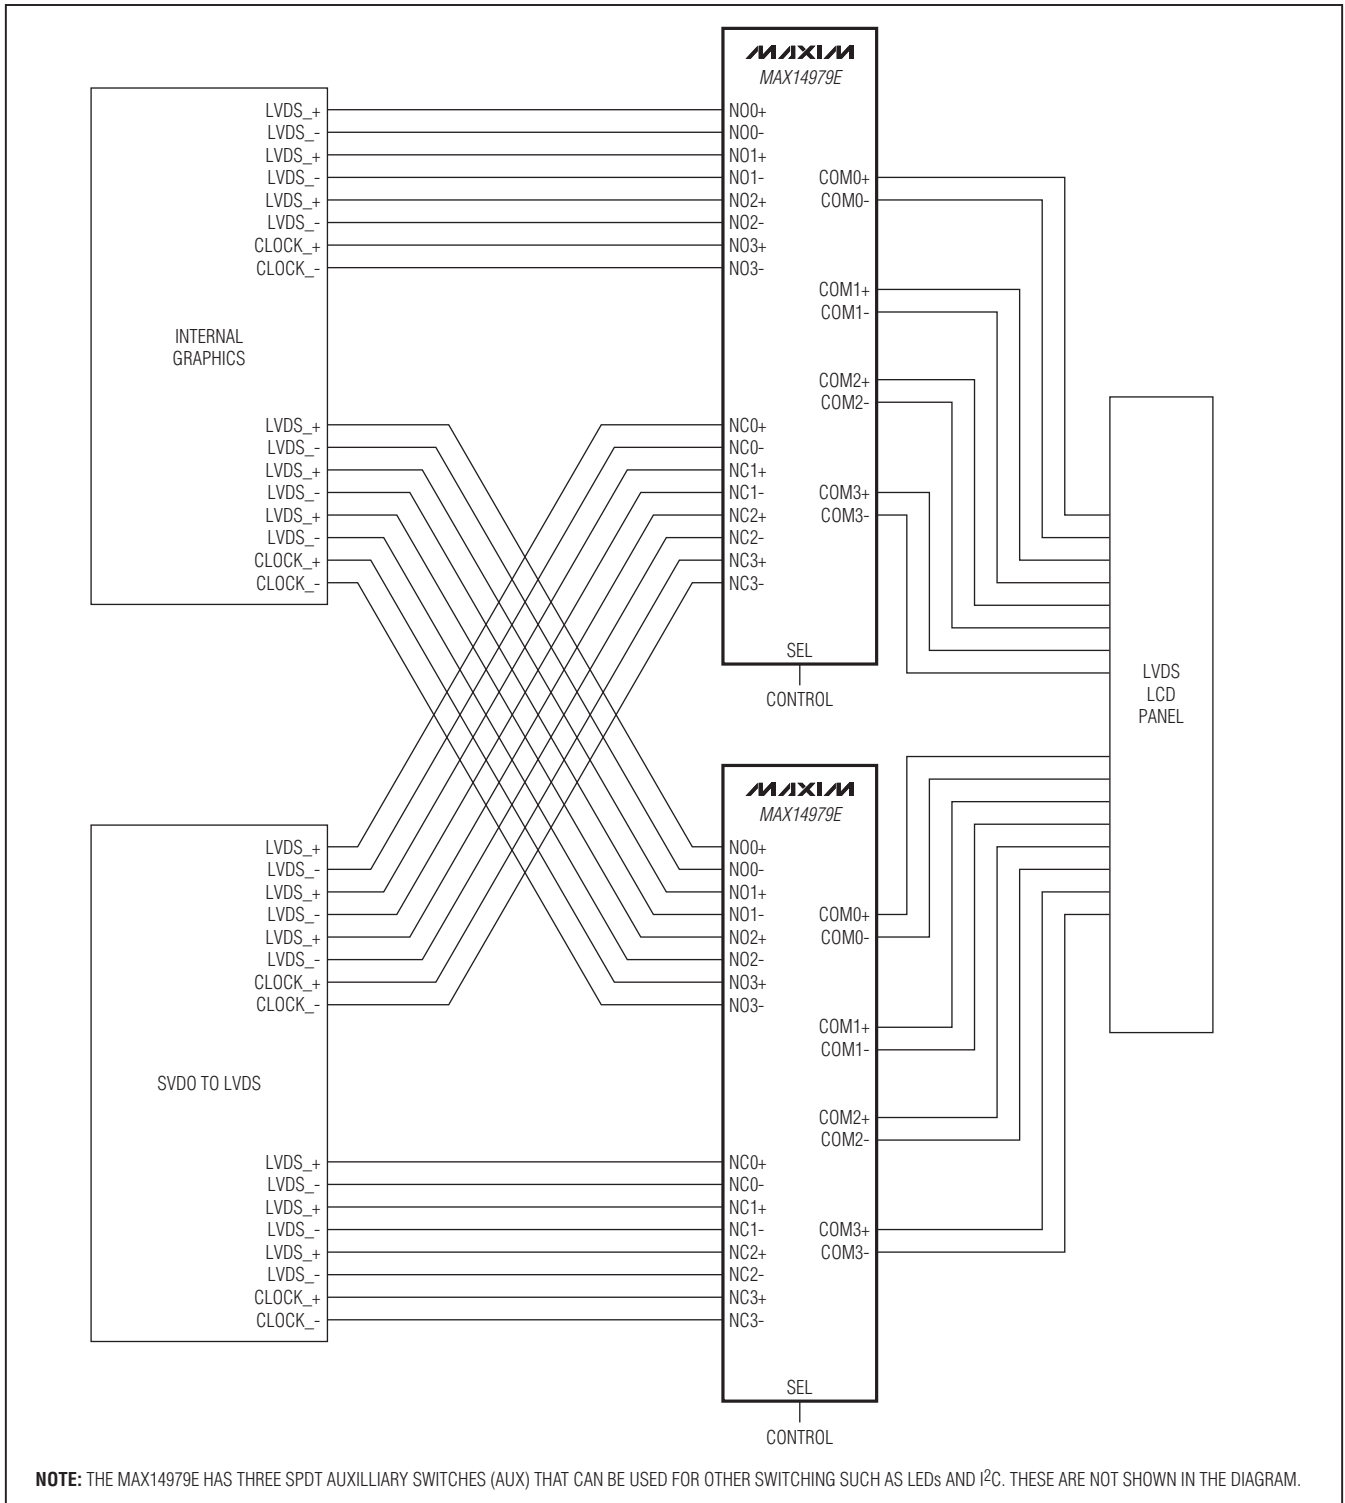 MAXIM
MAX14979E
LVDS_+
LVDS_-
LVDS_+
LVDS_-
LVDS_+
LVDS_-
CLOCK_+
CLOCK_-
INTERNAL
GRAPHICS
LVDS_+
LVDS_-
LVDS_+
LVDS_-
LVDS_+
LVDS_-
CLOCK_+
CLOCK_-
NO0+
NO0-
NO1+
NO1-
NO2+
NO2-
NO3+
NO3-
NC0+
NC0-
NC1+
NC1-
NC2+
NC2-
NC3+
NC3-
COM0+
COM0-
COM1+
COM1-
COM2+
COM2-
COM3+
COM3-
SEL
CONTROL
LVDS
LCD
PANEL
MAXIM
MAX14979E
LVDS_+
LVDS_-
LVDS_+
LVDS_-
LVDS_+
LVDS_-
CLOCK_+
CLOCK_-
SVDO TO LVDS
LVDS_+
LVDS_-
LVDS_+
LVDS_-
LVDS_+
LVDS_-
CLOCK_+
CLOCK_-
NO0+
NO0-
NO1+
NO1-
NO2+
NO2-
NO3+
NO3-
NC0+
NC0-
NC1+
NC1-
NC2+
NC2-
NC3+
NC3-
COM0+
COM0-
COM1+
COM1-
COM2+
COM2-
COM3+
COM3-
SEL
CONTROL
NOTE: THE MAX14979E HAS THREE SPDT AUXILLIARY SWITCHES (AUX) THAT CAN BE USED FOR OTHER SWITCHING SUCH AS LEDs AND I2C. THESE ARE NOT SHOWN IN THE DIAGRAM.